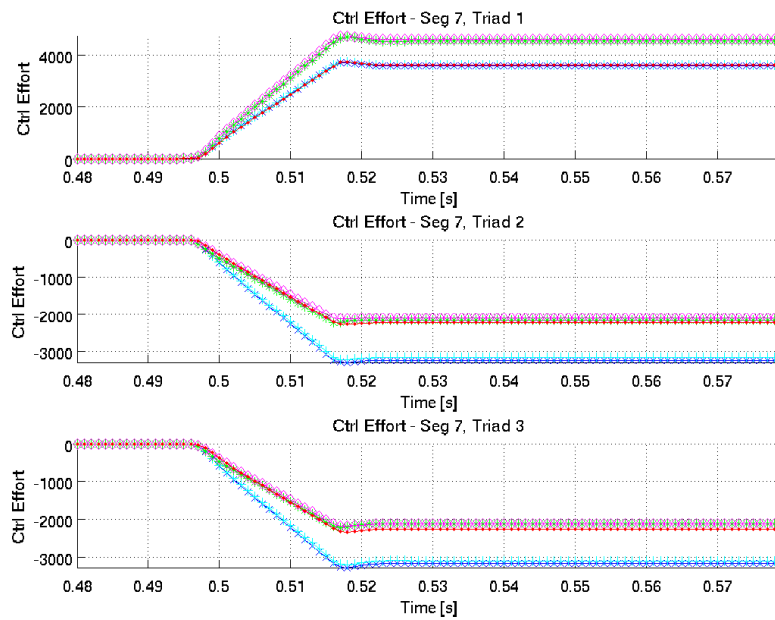 Ctrl Effort - Seg 7, Triad 1
4000
2000
0
Ctrl Effort
0.48 0.49 0.5 0.51 0.52 0.53 0.54 0.55 0.56 0.57
Time [s]
Ctrl Effort - Seg 7, Triad 2
0
-1000
-2000
-3000
Ctrl Effort
0.48 0.49 0.5 0.51 0.52 0.53 0.54 0.55 0.56 0.57
Time [s]
Ctrl Effort - Seg 7, Triad 3
0
-1000
-2000
-3000
Ctrl Effort
0.48 0.49 0.5 0.51 0.52 0.53 0.54 0.55 0.56 0.57
Time [s]